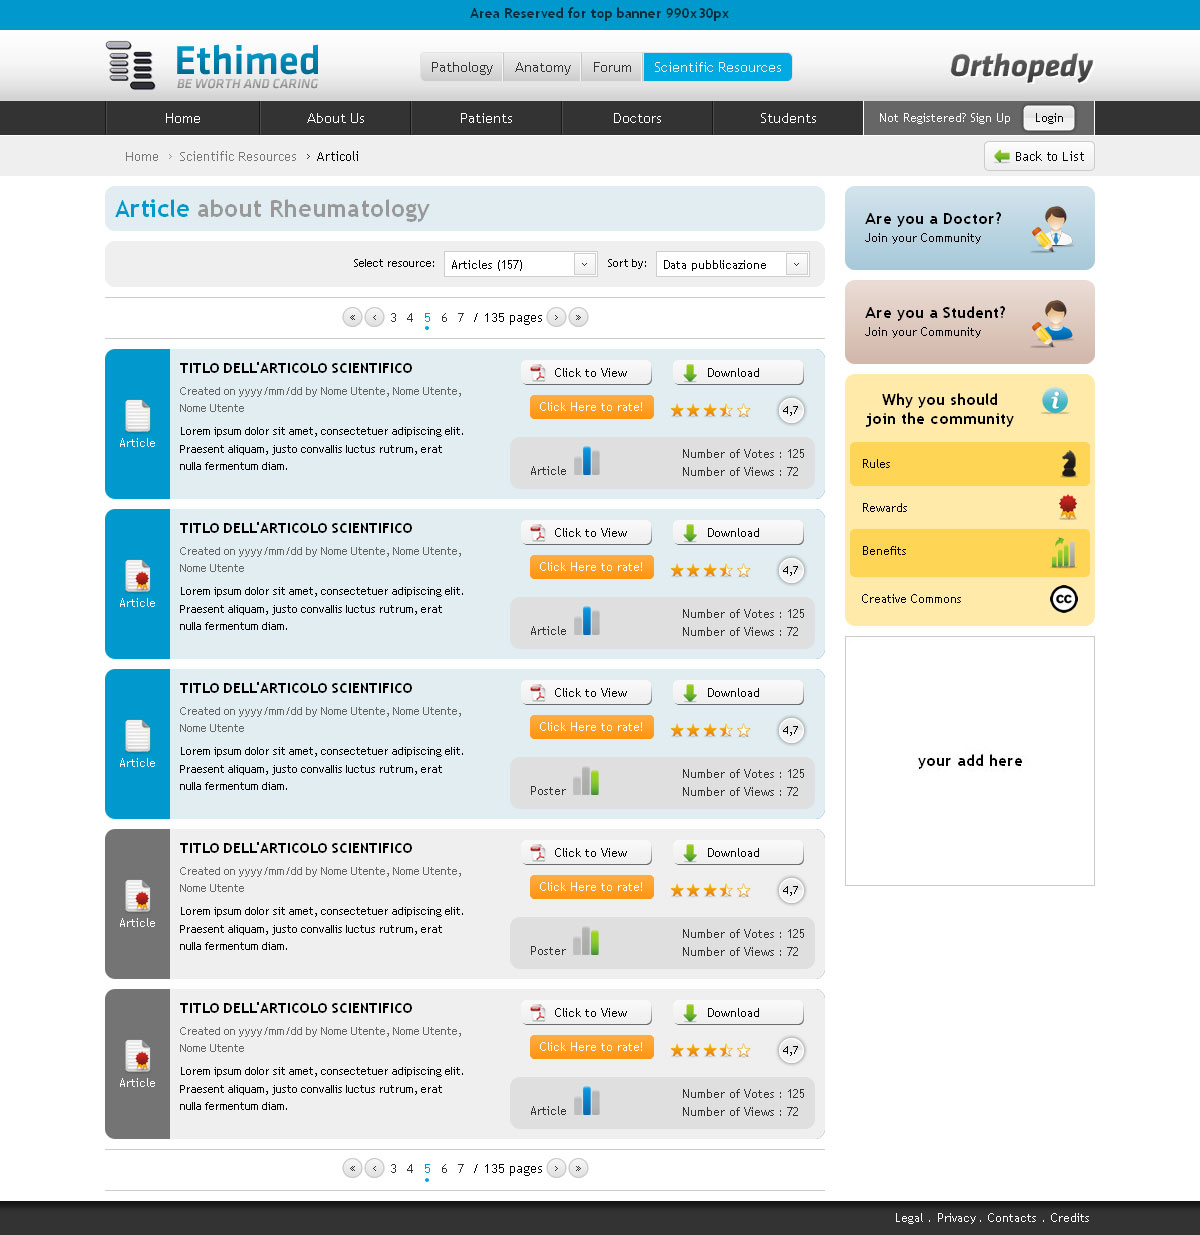 Area Reserved for top banner 990x30px
Ethimed
BE WORTH AND CARING
Pathology Anatomy Forum Scientific Resources
Orthopedy
Home About Us Patients Doctors Students Not Registered? Sign Up Login
Home > Scientific Resources > Articoli
Back to List
Article about Rheumatology
Select resource: Articles (157) Sort by: Data pubblicazione
« ‹ 3 4 5 6 7 / 135 pages › »
TITLO DELL'ARTICOLO SCIENTIFICO
Created on yyyy/mm/dd by Nome Utente, Nome Utente,
Nome Utente
Lorem ipsum dolor sit amet, consectetuer adipiscing elit.
Praesent aliquam, justo convallis luctus rutrum, erat
nulla fermentum diam.
Article
Click to View Download
Click Here to rate! 4,7
Article
Number of Votes : 125
Number of Views : 72
TITLO DELL'ARTICOLO SCIENTIFICO
Created on yyyy/mm/dd by Nome Utente, Nome Utente,
Nome Utente
Lorem ipsum dolor sit amet, consectetuer adipiscing elit.
Praesent aliquam, justo convallis luctus rutrum, erat
nulla fermentum diam.
Article
Click to View Download
Click Here to rate! 4,7
Article
Number of Votes : 125
Number of Views : 72
TITLO DELL'ARTICOLO SCIENTIFICO
Created on yyyy/mm/dd by Nome Utente, Nome Utente,
Nome Utente
Lorem ipsum dolor sit amet, consectetuer adipiscing elit.
Praesent aliquam, justo convallis luctus rutrum, erat
nulla fermentum diam.
Article
Click to View Download
Click Here to rate! 4,7
Poster
Number of Votes : 125
Number of Views : 72
TITLO DELL'ARTICOLO SCIENTIFICO
Created on yyyy/mm/dd by Nome Utente, Nome Utente,
Nome Utente
Lorem ipsum dolor sit amet, consectetuer adipiscing elit.
Praesent aliquam, justo convallis luctus rutrum, erat
nulla fermentum diam.
Article
Click to View Download
Click Here to rate! 4,7
Poster
Number of Votes : 125
Number of Views : 72
TITLO DELL'ARTICOLO SCIENTIFICO
Created on yyyy/mm/dd by Nome Utente, Nome Utente,
Nome Utente
Lorem ipsum dolor sit amet, consectetuer adipiscing elit.
Praesent aliquam, justo convallis luctus rutrum, erat
nulla fermentum diam.
Article
Click to View Download
Click Here to rate! 4,7
Article
Number of Votes : 125
Number of Views : 72
« ‹ 3 4 5 6 7 / 135 pages › »
Are you a Doctor?
Join your Community
Are you a Student?
Join your Community
Why you should
join the community
i
Rules
Rewards
Benefits
Creative Commons
cc
your add here
Legal . Privacy . Contacts . Credits